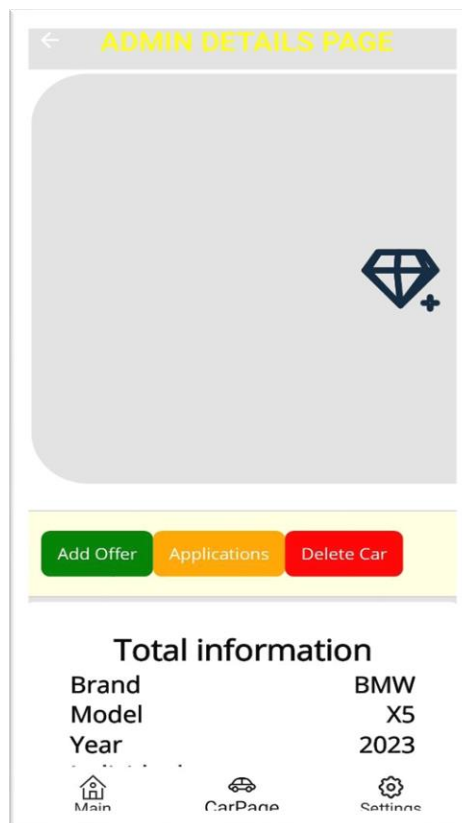 ADMIN DETAILS PAGE
Add Offer Applications Delete Car
Total information
Brand BMW
Model X5
Year 2023
Main CarPage Settings